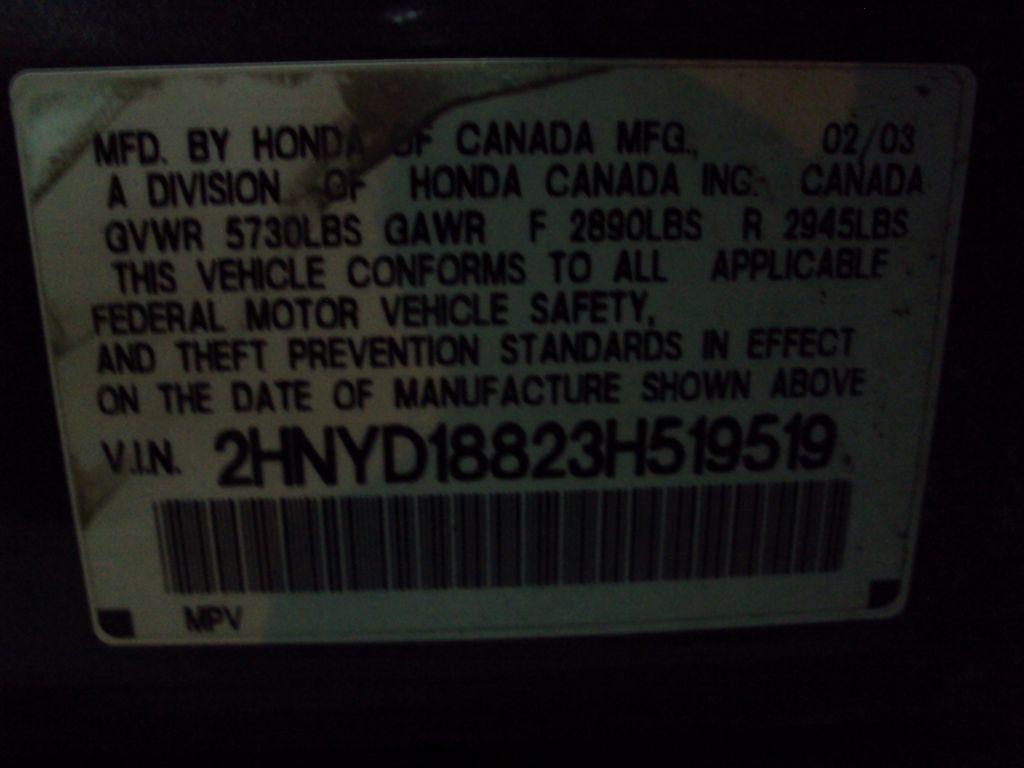 MFD. BY HONDA OF CANADA MFG., 02/03
A DIVISION OF HONDA CANADA INC. CANADA
GVWR 5730LBS GAWR F 2890LBS R 2945LBS
THIS VEHICLE CONFORMS TO ALL APPLICABLE
FEDERAL MOTOR VEHICLE SAFETY,
AND THEFT PREVENTION STANDARDS IN EFFECT
ON THE DATE OF MANUFACTURE SHOWN ABOVE
V.I.N. 2HNYD18823H519519
MPV